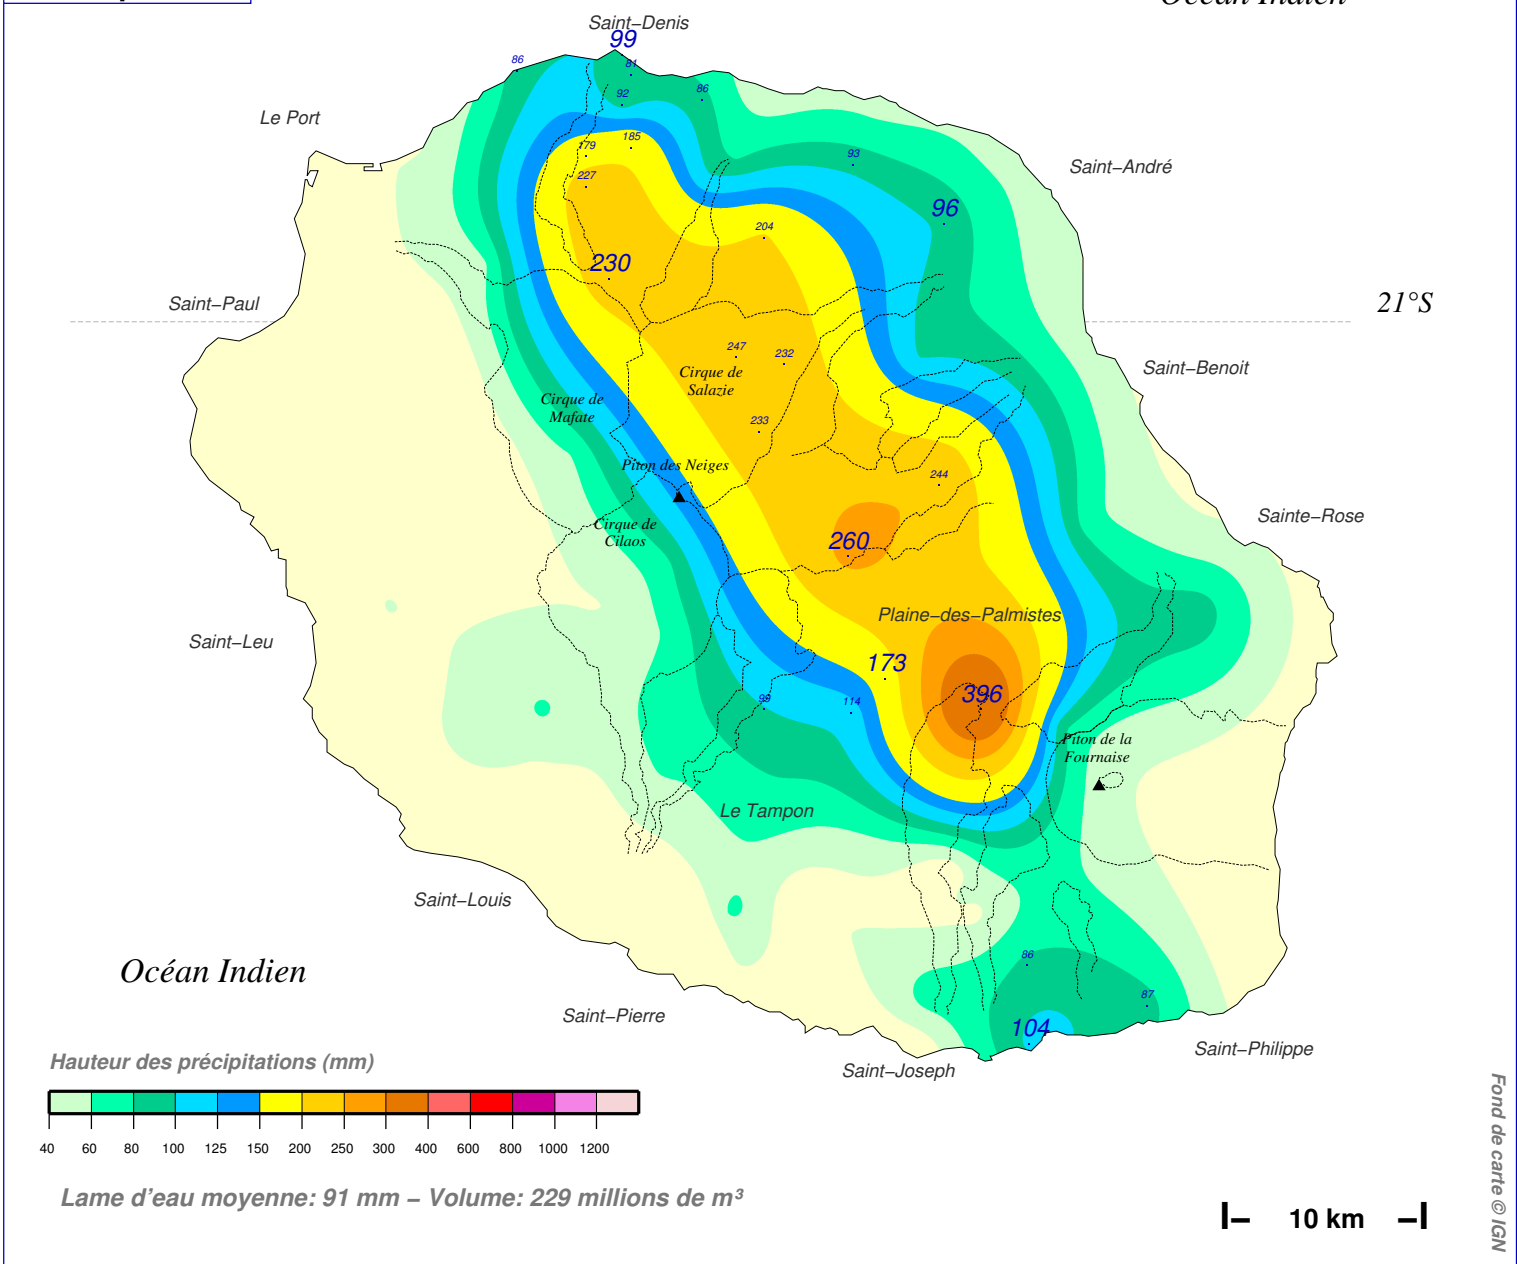 Océan Indien
Saint–Denis
99
86
81
92
86
Le Port
185
179
93
Saint–André
227
96
204
230
21°S
Saint–Paul
247
232
Saint–Benoit
Cirque de
Salazie
Cirque de
Mafate
233
Piton des Neiges
244
Sainte–Rose
Cirque de
Cilaos
260
Plaine–des–Palmistes
Saint–Leu
173
396
99
114
Piton de la
Fournaise
Le Tampon
Saint–Louis
86
Océan Indien
87
Saint–Pierre
104
Saint–Philippe
Saint–Joseph
Hauteur des précipitations (mm)
40 60 80 100 125 150 200 250 300 400 600 800 1000 1200
Lame d'eau moyenne: 91 mm – Volume: 229 millions de m³
10 km
Fond de carte © IGN